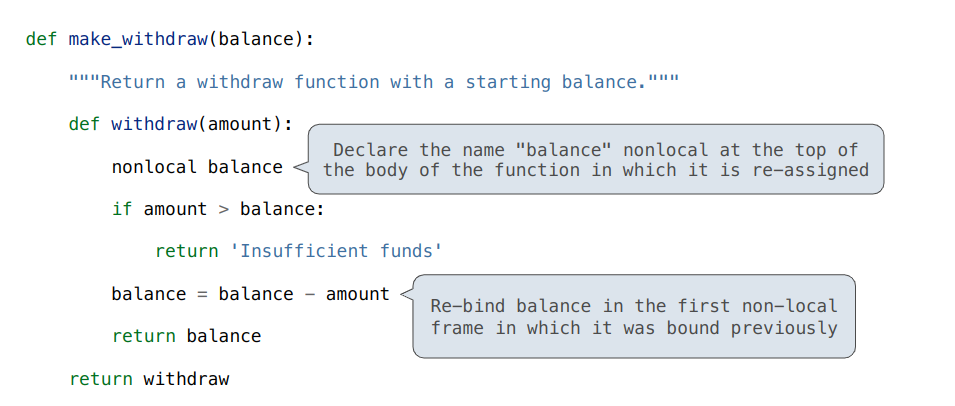 def make_withdraw(balance):
"""Return a withdraw function with a starting balance."""
def withdraw(amount):
nonlocal balance
Declare the name "balance" nonlocal at the top of
the body of the function in which it is re-assigned
if amount > balance:
return 'Insufficient funds'
balance = balance - amount
Re-bind balance in the first non-local
frame in which it was bound previously
return balance
return withdraw